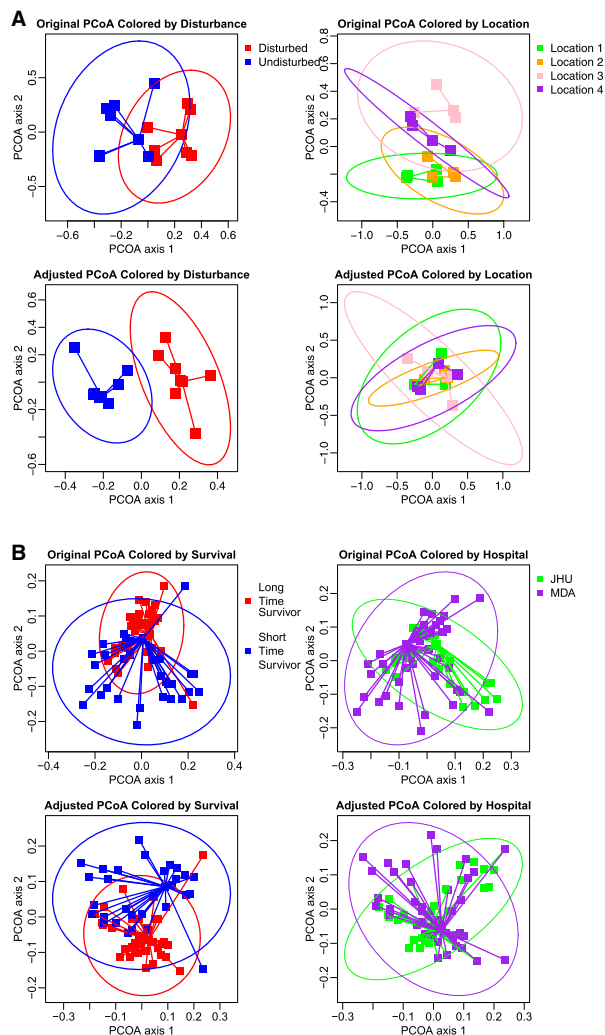 A
Original PCoA Colored by Disturbance
PCOA axis 2
0.5
0.0
−0.5
−0.6
−0.2
0.2
0.4
0.6
PCOA axis 1
Disturbed
Undisturbed
Original PCoA Colored by Location
PCOA axis 2
0.8
0.4
0.0
−0.4
−1.0
−0.5
0.0
0.5
1.0
PCOA axis 1
Location 1
Location 2
Location 3
Location 4
Adjusted PCoA Colored by Disturbance
PCOA axis 2
0.6
0.4
0.2
−0.2
−0.6
−0.4
−0.2
0.0
0.2
0.4
PCOA axis 1
Adjusted PCoA Colored by Location
PCOA axis 2
1.0
0.5
0.0
−0.5
−1.0
−1.0
−0.5
0.0
0.5
1.0
PCOA axis 1
B
Original PCoA Colored by Survival
PCOA axis 2
0.2
0.1
0.0
−0.1
−0.2
−0.4
−0.2
0.0
0.2
0.4
PCOA axis 1
Long
Time
Survivor
Short
Time
Survivor
Original PCoA Colored by Hospital
PCOA axis 2
0.2
0.1
0.0
−0.1
−0.2
−0.3
−0.1
0.0
0.1
0.2
0.3
PCOA axis 1
JHU
MDA
Adjusted PCoA Colored by Survival
PCOA axis 2
0.2
0.1
0.0
−0.1
−0.2
−0.3
−0.1
0.0
0.1
0.2
0.3
PCOA axis 1
Adjusted PCoA Colored by Hospital
PCOA axis 2
0.2
0.1
0.0
−0.1
−0.2
−0.3
−0.1
0.0
0.1
0.2
0.3
PCOA axis 1